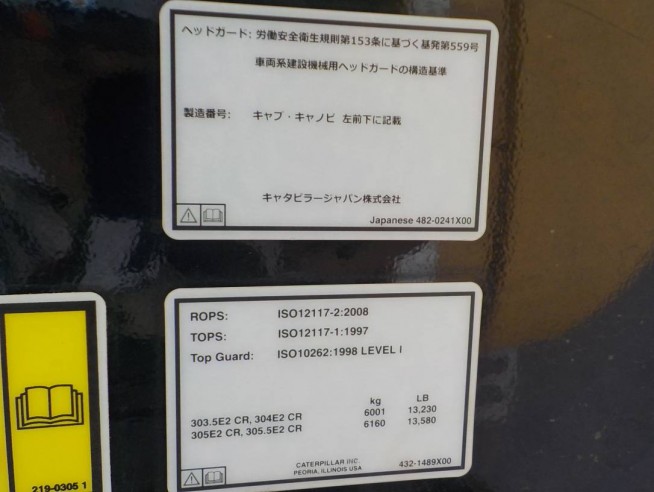 ヘッドガード: 労働安全衛生規則第153条に基づく基発第559号
車両系建設機械用ヘッドガードの構造基準
製造番号: キャブ・キャノピ 左前下に記載
キャタピラージャパン株式会社
Japanese 482-0241X00
ROPS: ISO12117-2:2008
TOPS: ISO12117-1:1997
Top Guard: ISO10262:1998 LEVEL I
kg LB
303.5E2 CR, 304E2 CR 6001 13,230
305E2 CR, 305.5E2 CR 6160 13,580
CATERPILLAR INC.
PEORIA, ILLINOIS USA
432-1489X00
219-0305 1